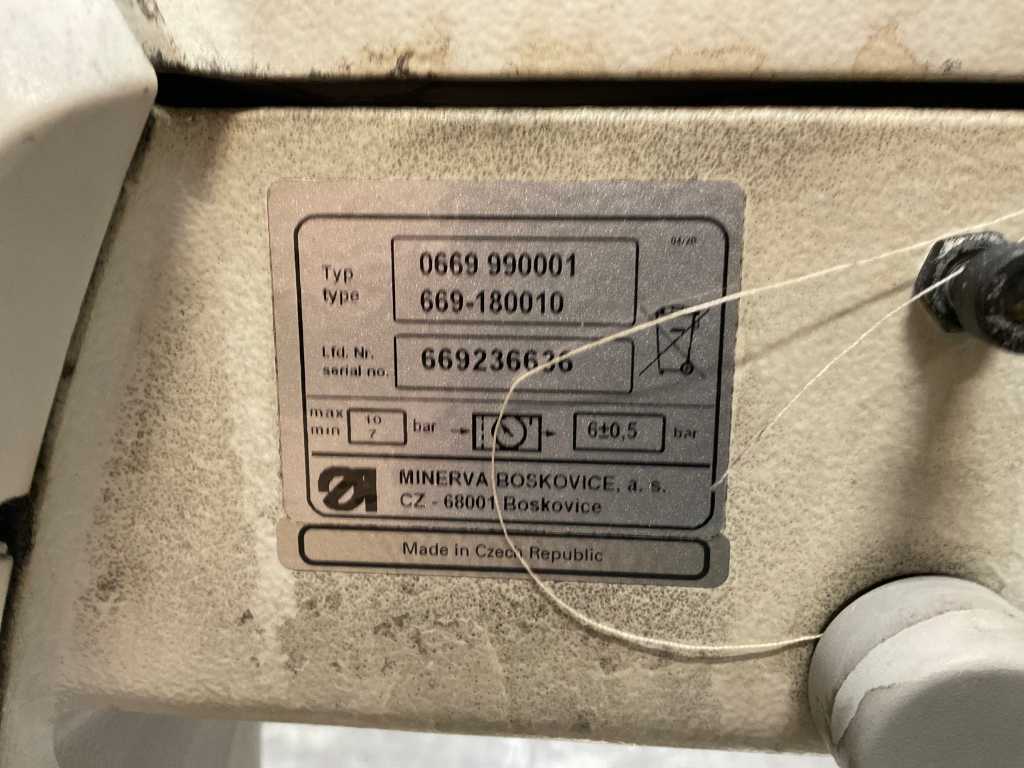 04/20
Typ
type
0669 990001
669-180010
Lfd. Nr.
serial no.
669236636
max
min
10
7
bar
6±0,5
bar
MINERVA BOSKOVICE, a. s.
CZ - 68001 Boskovice
Made in Czech Republic